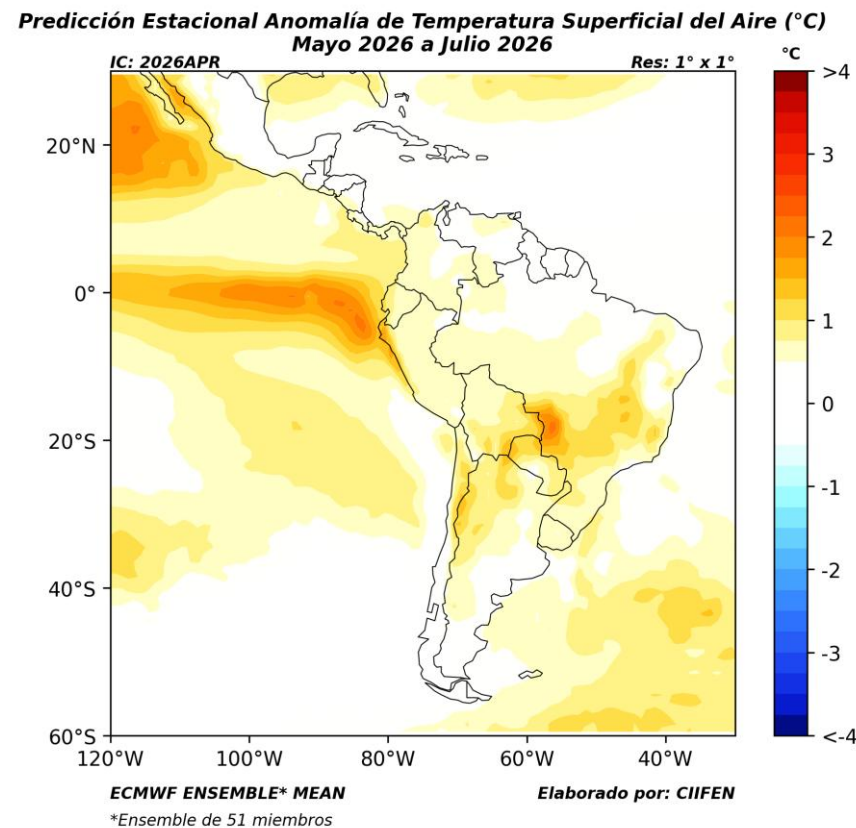 Predicción Estacional Anomalía de Temperatura Superficial del Aire (°C)
Mayo 2026 a Julio 2026
IC: 2026APR
Res: 1° x 1°
°C
>4
3
2
1
0
-1
-2
-3
<-4
20°N
0°
20°S
40°S
60°S
120°W
100°W
80°W
60°W
40°W
ECMWF ENSEMBLE* MEAN
Elaborado por: CIIFEN
*Ensemble de 51 miembros